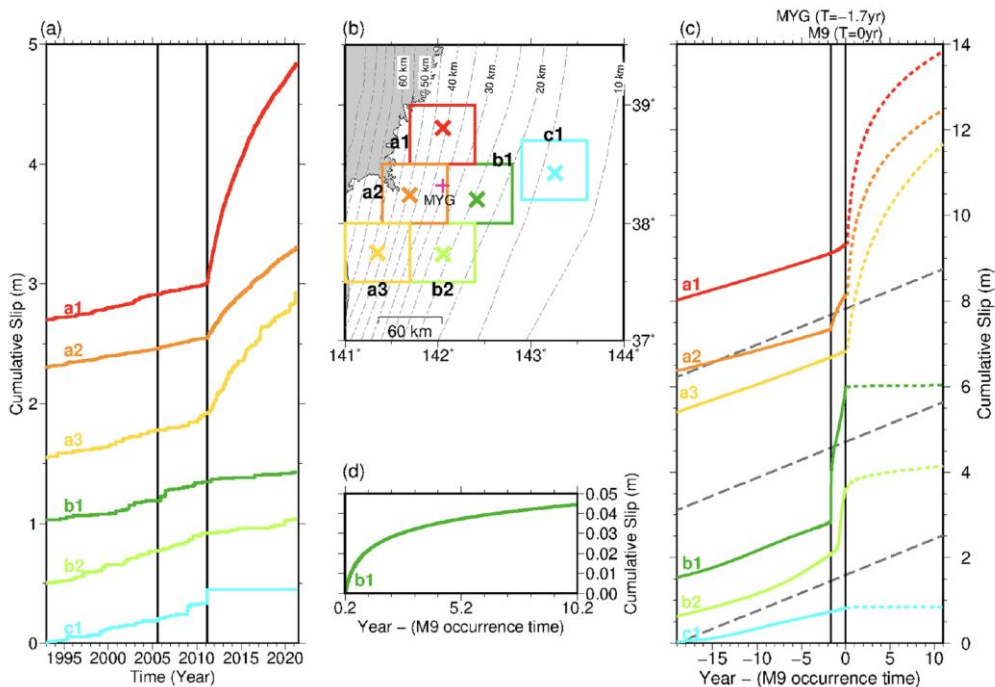 (a)
5
4
3
2
1
0
Cumulative Slip (m)
a1
a2
a3
b1
b2
c1
1995 2000 2005 2010 2015 2020
Time (Year)
(b)
60 km
50 km
40 km
30 km
20 km
10 km
39°
38°
37°
a1
c1
b1
a2
MYG
a3
b2
60 km
141° 142° 143° 144°
(d)
0.05
0.04
0.03
0.02
0.01
0.00
Cumulative Slip (m)
b1
0.2 5.2 10.2
Year − (M9 occurrence time)
MYG (T=−1.7yr)
M9 (T=0yr)
(c)
14
12
10
8
6
4
2
0
Cumulative Slip (m)
a1
a2
a3
b1
b2
c1
−15 −10 −5 0 5 10
Year − (M9 occurrence time)